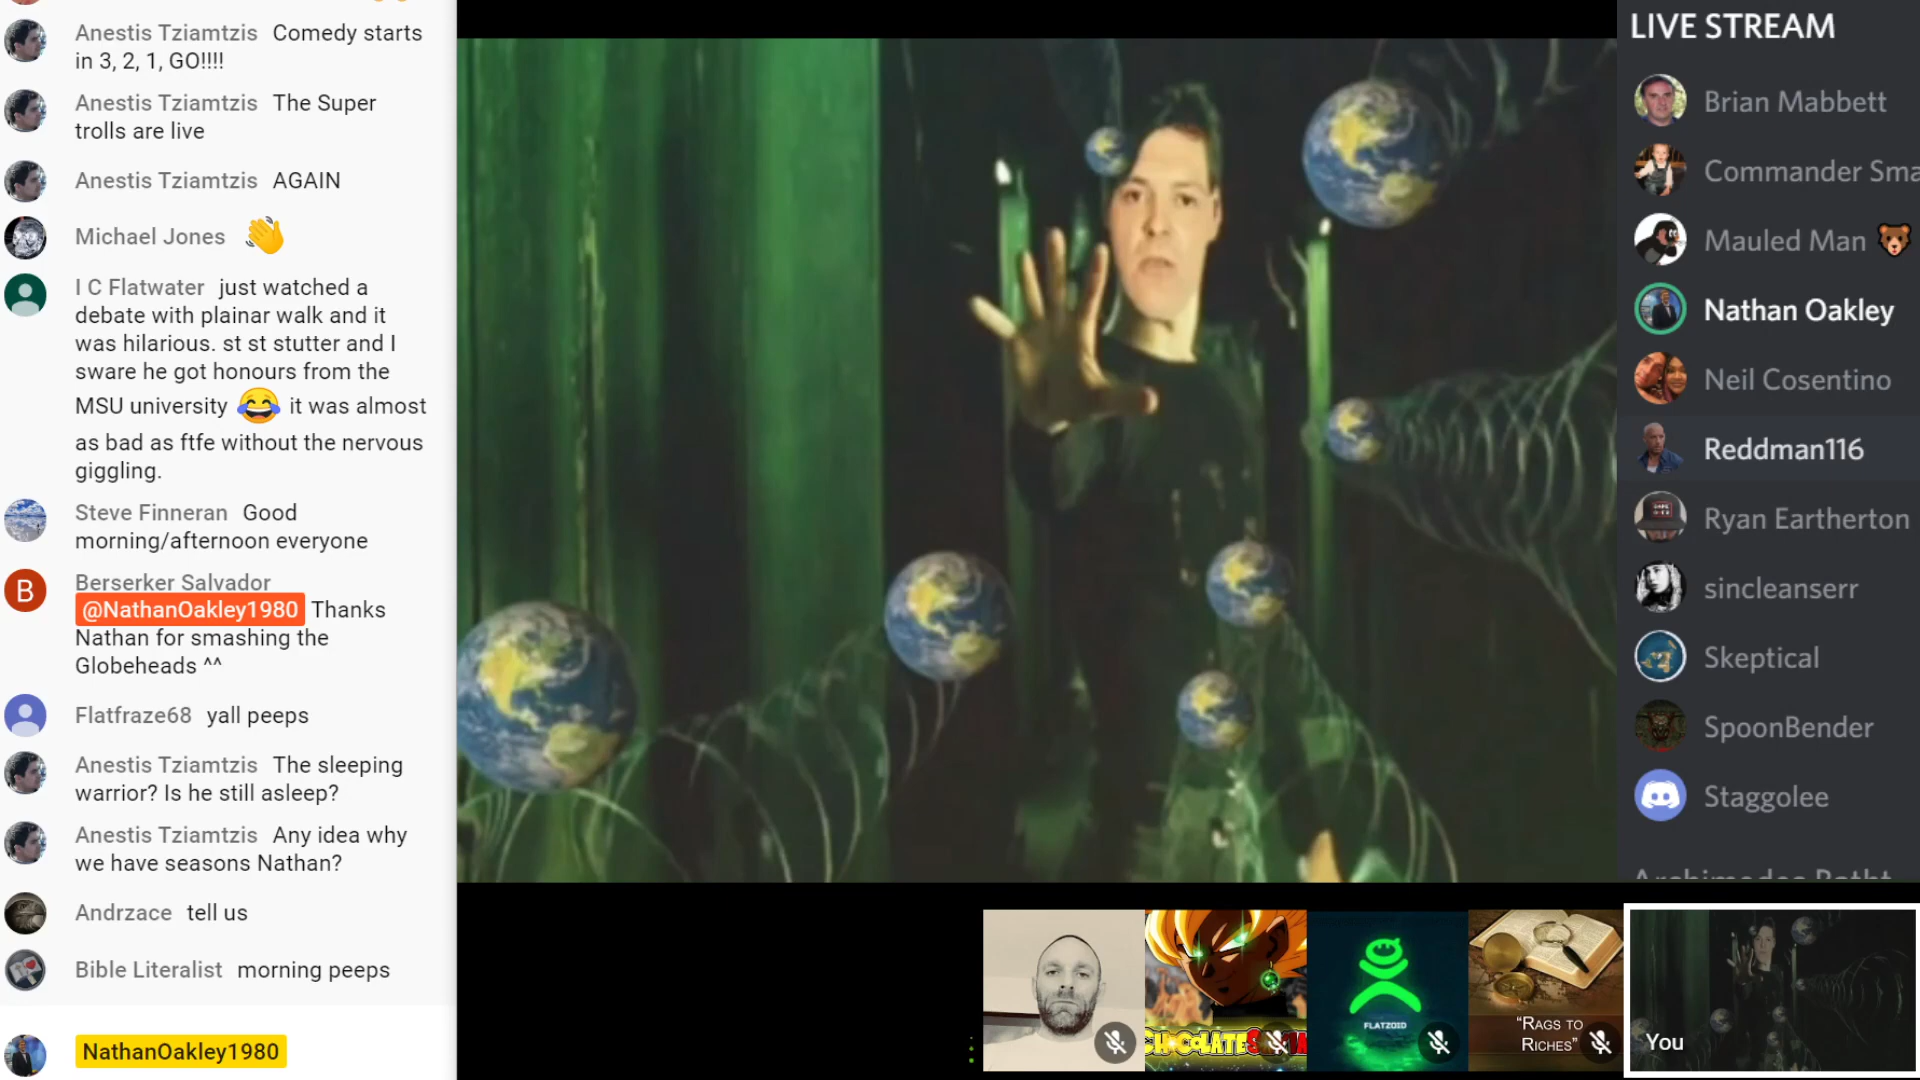 Anestis Tziamtzis Comedy starts
in 3, 2, 1, GO!!!!
Anestis Tziamtzis The Super
trolls are live
Anestis Tziamtzis AGAIN
Michael Jones 👋
I C Flatwater just watched a
debate with plainar walk and it
was hilarious. st st stutter and I
sware he got honours from the
MSU university 😂 it was almost
as bad as ftfe without the nervous
giggling.
Steve Finneran Good
morning/afternoon everyone
B
Berserker Salvador
@NathanOakley1980 Thanks
Nathan for smashing the
Globeheads ^^
Flatfraze68 yall peeps
Anestis Tziamtzis The sleeping
warrior? Is he still asleep?
Anestis Tziamtzis Any idea why
we have seasons Nathan?
Andrzace tell us
Bible Literalist morning peeps
NathanOakley1980
LIVE STREAM
Brian Mabbett
Commander Sma
Mauled Man 🐻
Nathan Oakley
Neil Cosentino
Reddman116
Ryan Eartherton
sincleanserr
Skeptical
SpoonBender
Staggolee
FLATZOID
"RAGS TO
RICHES"
You